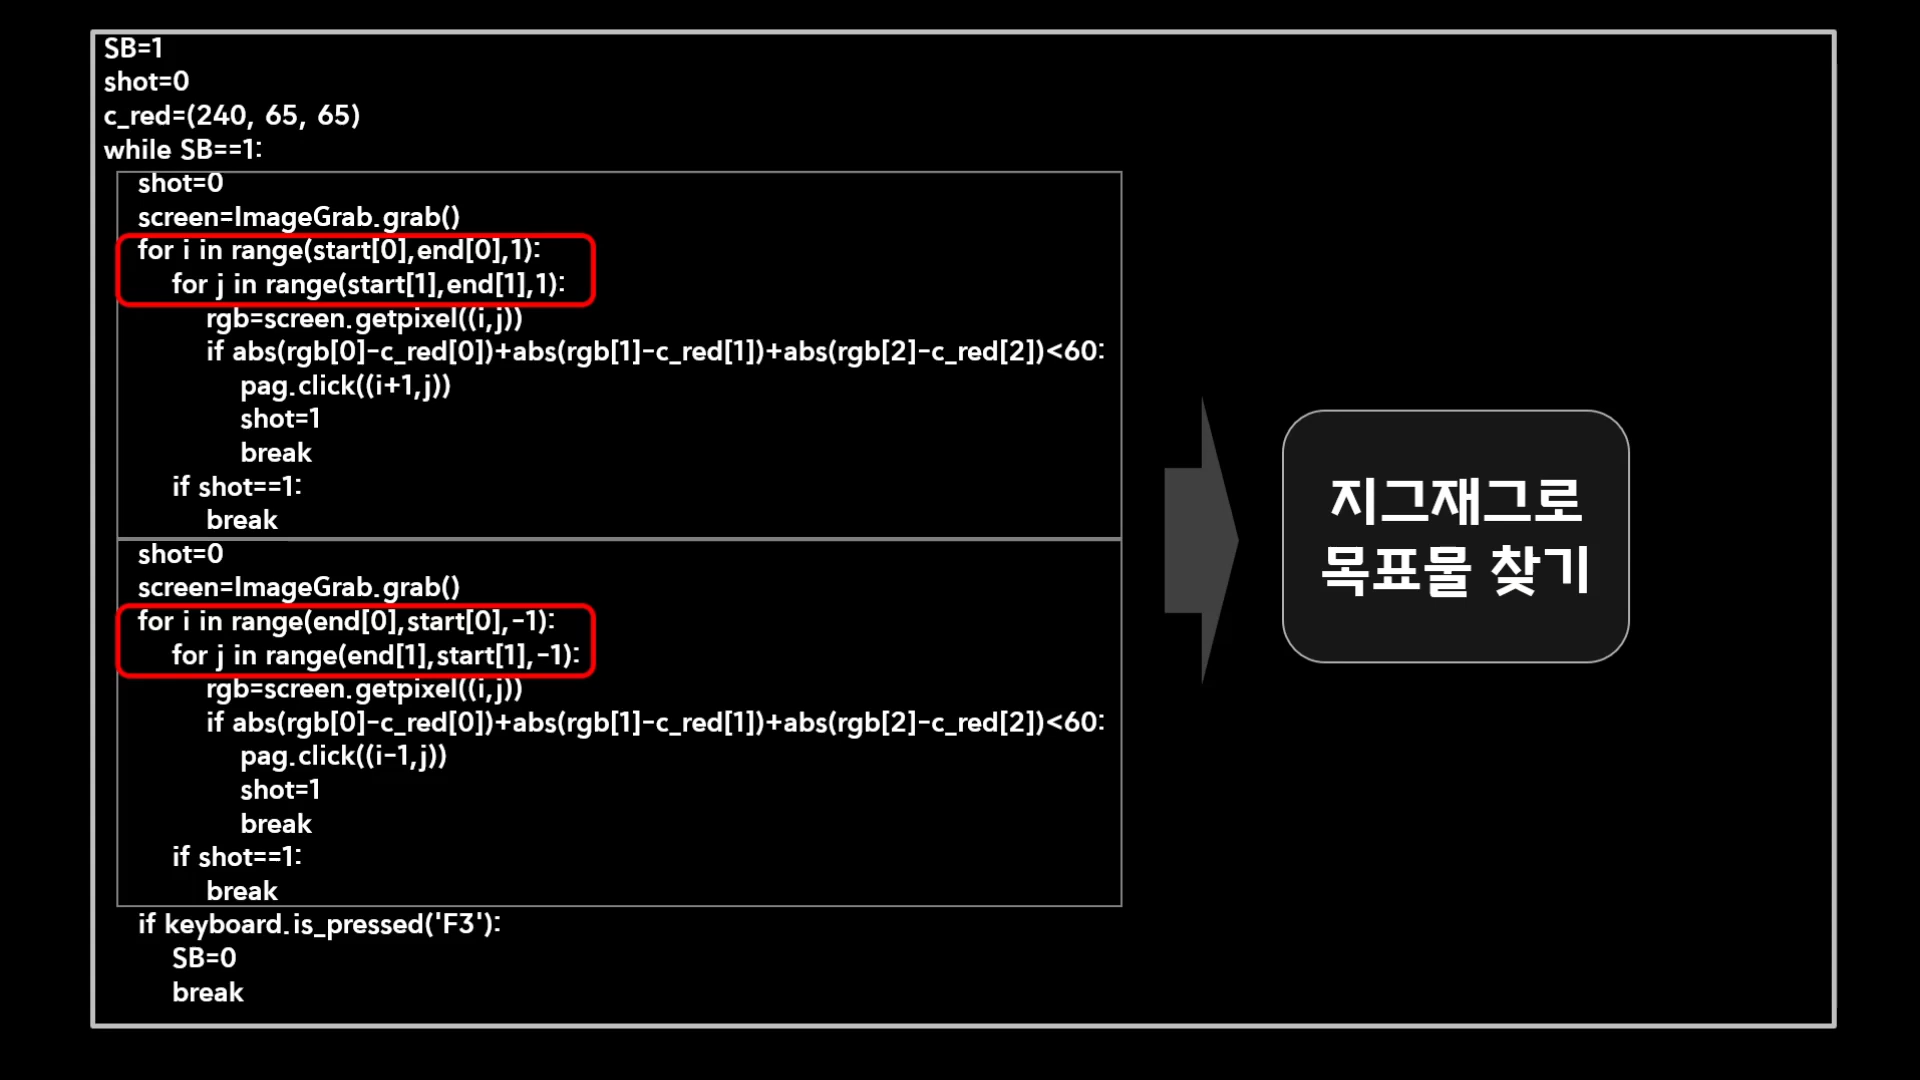 SB=1
shot=0
c_red=(240, 65, 65)
while SB==1:
shot=0
screen=ImageGrab.grab()
for i in range(start[0],end[0],1):
for j in range(start[1],end[1],1):
rgb=screen.getpixel((i,j))
if abs(rgb[0]-c_red[0])+abs(rgb[1]-c_red[1])+abs(rgb[2]-c_red[2])<60:
pag.click((i+1,j))
shot=1
break
if shot==1:
break
shot=0
screen=ImageGrab.grab()
for i in range(end[0],start[0],-1):
for j in range(end[1],start[1],-1):
rgb=screen.getpixel((i,j))
if abs(rgb[0]-c_red[0])+abs(rgb[1]-c_red[1])+abs(rgb[2]-c_red[2])<60:
pag.click((i-1,j))
shot=1
break
if shot==1:
break
if keyboard.is_pressed('F3'):
SB=0
break
지그재그로
목표물 찾기